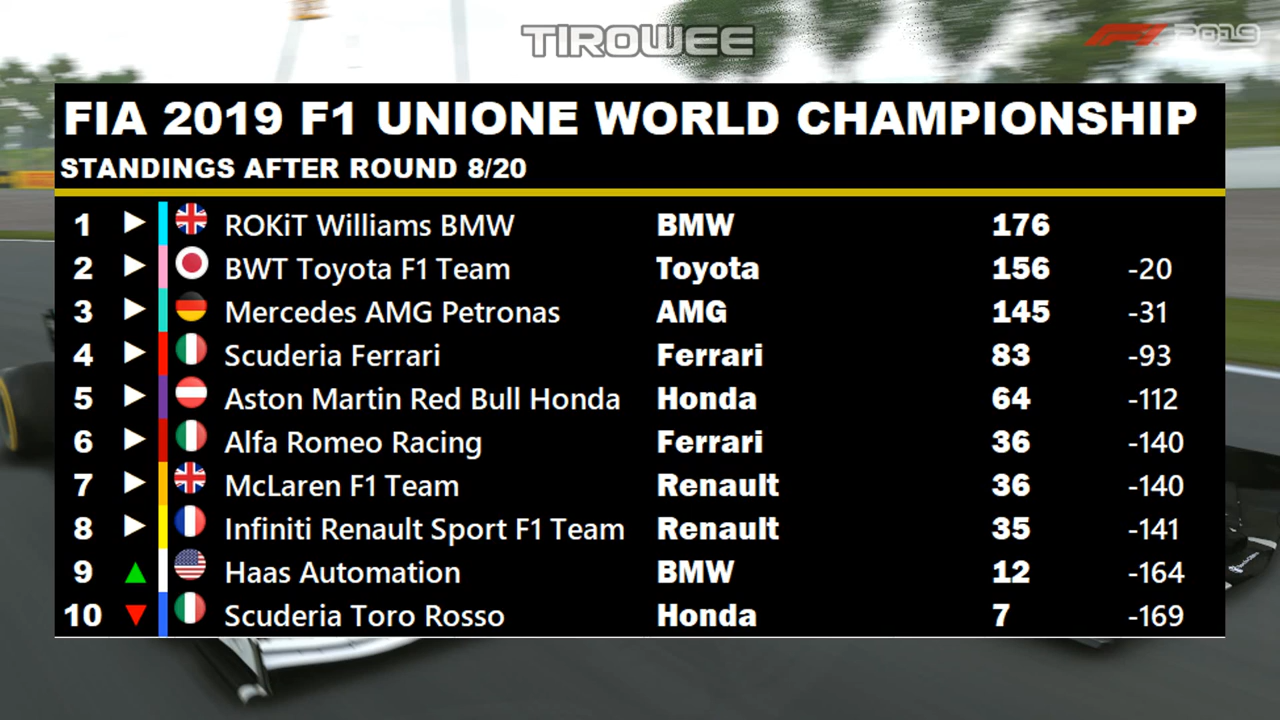 TIROWEE
F1 2019
FIA 2019 F1 UNIONE WORLD CHAMPIONSHIP
STANDINGS AFTER ROUND 8/20
1 ► ROKiT Williams BMW BMW 176
2 ► BWT Toyota F1 Team Toyota 156 -20
3 ► Mercedes AMG Petronas AMG 145 -31
4 ► Scuderia Ferrari Ferrari 83 -93
5 ► Aston Martin Red Bull Honda Honda 64 -112
6 ► Alfa Romeo Racing Ferrari 36 -140
7 ► McLaren F1 Team Renault 36 -140
8 ► Infiniti Renault Sport F1 Team Renault 35 -141
9 ▲ Haas Automation BMW 12 -164
10 ▼ Scuderia Toro Rosso Honda 7 -169